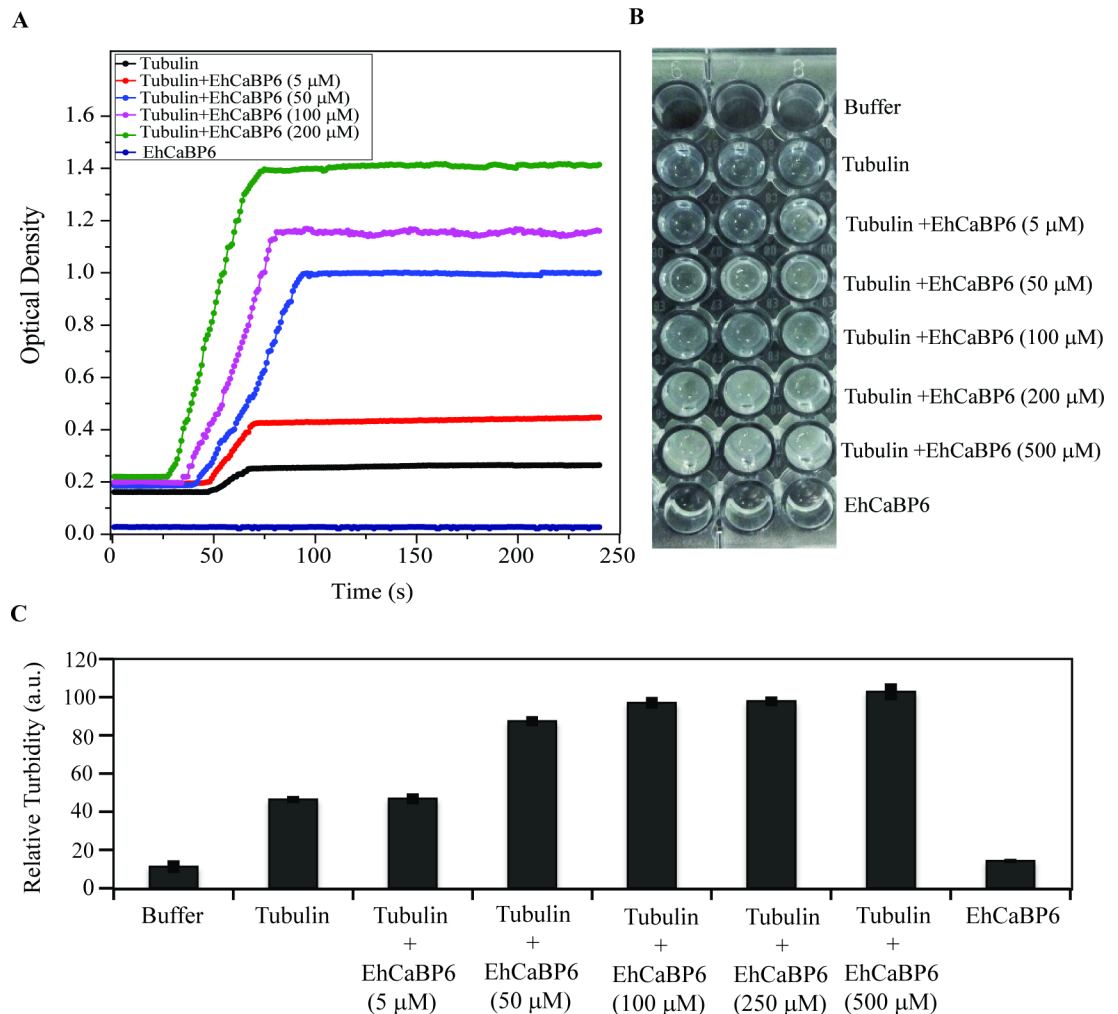 A
Tubulin
Tubulin+EhCaBP6 (5 µM)
Tubulin+EhCaBP6 (50 µM)
Tubulin+EhCaBP6 (100 µM)
Tubulin+EhCaBP6 (200 µM)
EhCaBP6
Optical Density
1.6
1.4
1.2
1.0
0.8
0.6
0.4
0.2
0.0
0 50 100 150 200 250
Time (s)
B
6 7 8
Buffer
Tubulin
Tubulin +EhCaBP6 (5 µM)
Tubulin +EhCaBP6 (50 µM)
Tubulin +EhCaBP6 (100 µM)
Tubulin +EhCaBP6 (200 µM)
Tubulin +EhCaBP6 (500 µM)
EhCaBP6
C
Relative Turbidity (a.u.)
120
100
80
60
40
20
0
Buffer
Tubulin
Tubulin
+
EhCaBP6
(5 µM)
Tubulin
+
EhCaBP6
(50 µM)
Tubulin
+
EhCaBP6
(100 µM)
Tubulin
+
EhCaBP6
(250 µM)
Tubulin
+
EhCaBP6
(500 µM)
EhCaBP6